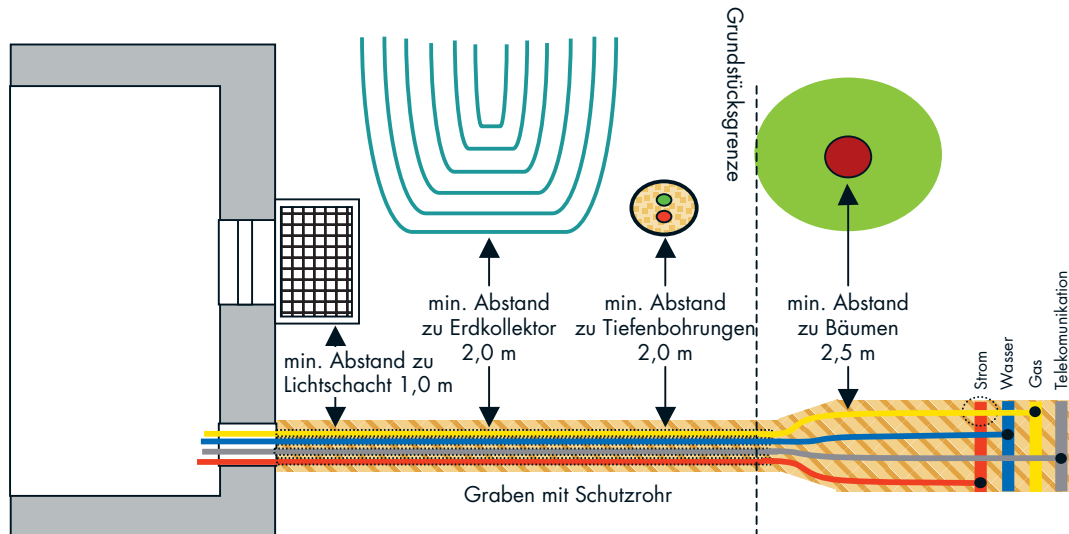 Grundstücksgrenze
min. Abstand
zu Erdkollektor
2,0 m
min. Abstand
zu Tiefenbohrungen
2,0 m
min. Abstand
zu Bäumen
2,5 m
min. Abstand zu
Lichtschacht 1,0 m
Strom
Wasser
Gas
Telekomunikation
Graben mit Schutzrohr